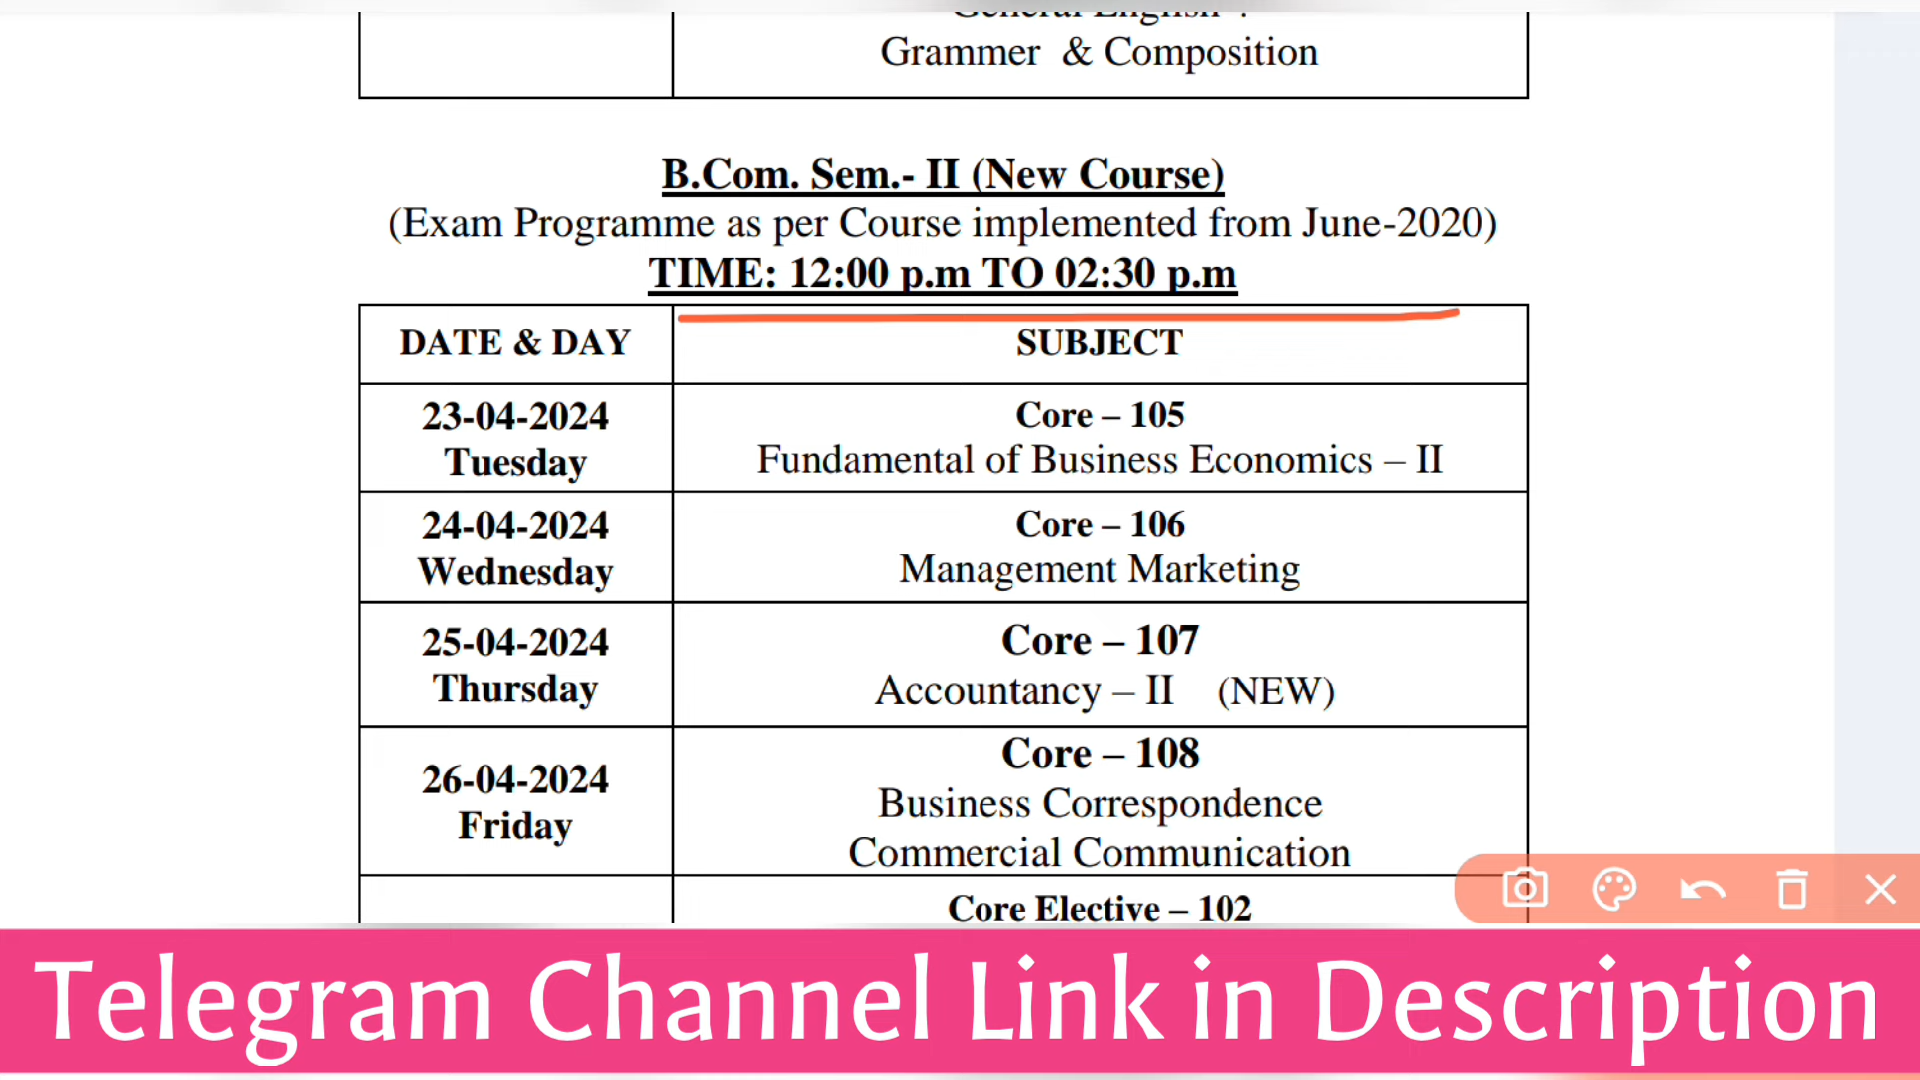 General English :
Grammer & Composition
B.Com. Sem.- II (New Course)
(Exam Programme as per Course implemented from June-2020)
TIME: 12:00 p.m TO 02:30 p.m
DATE & DAY SUBJECT
23-04-2024
Tuesday
Core – 105
Fundamental of Business Economics – II
24-04-2024
Wednesday
Core – 106
Management Marketing
25-04-2024
Thursday
Core – 107
Accountancy – II (NEW)
26-04-2024
Friday
Core – 108
Business Correspondence
Commercial Communication
Core Elective – 102
Telegram Channel Link in Description